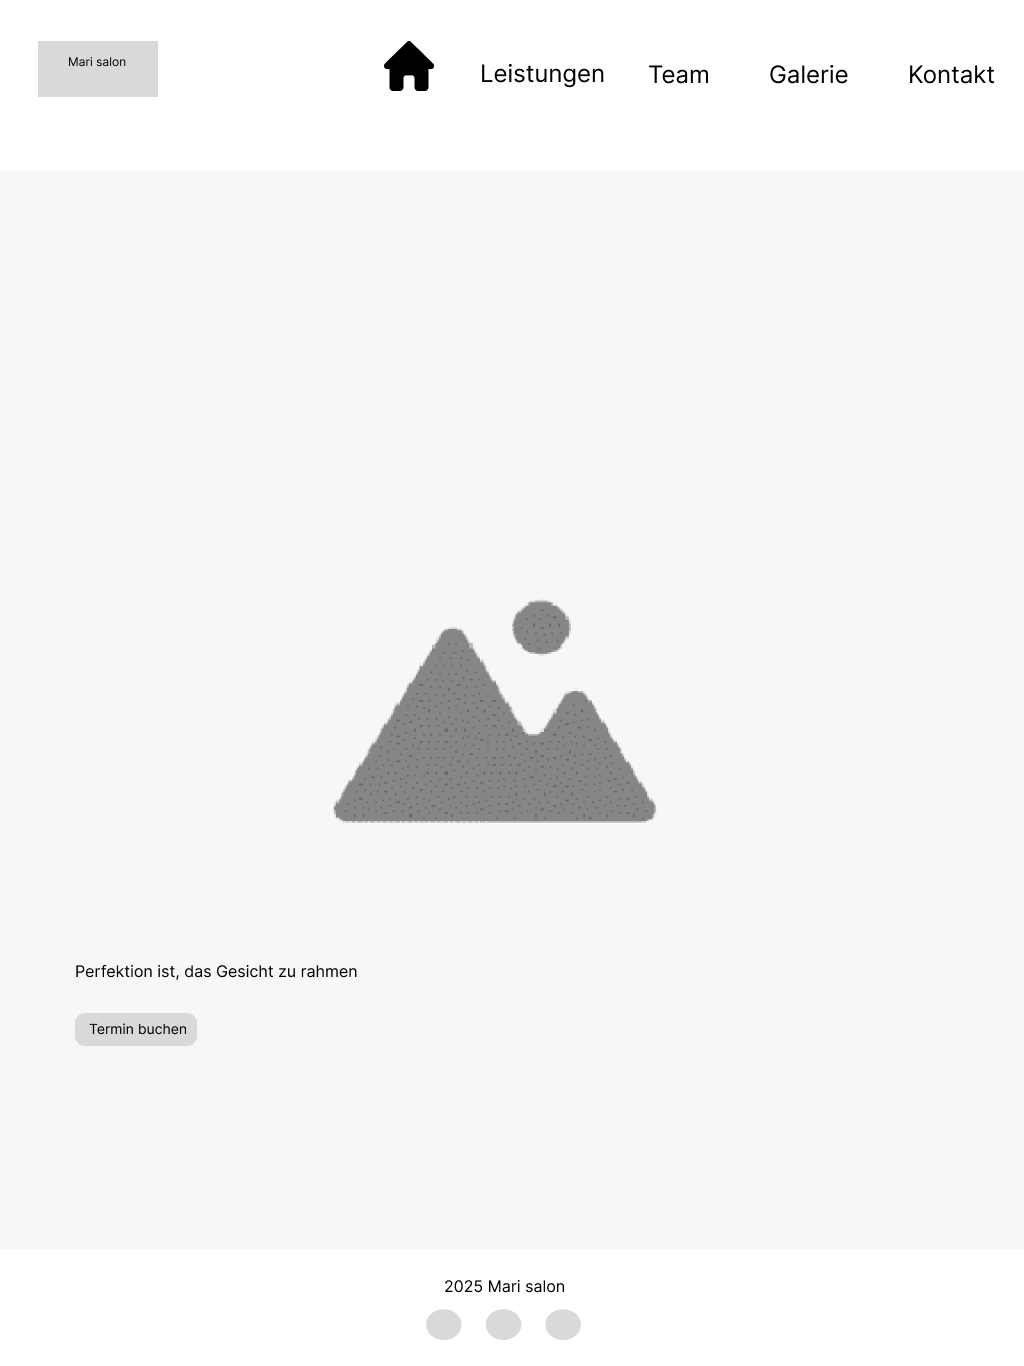 Mari salon
Leistungen
Team
Galerie
Kontakt
Perfektion ist, das Gesicht zu rahmen
Termin buchen
2025 Mari salon